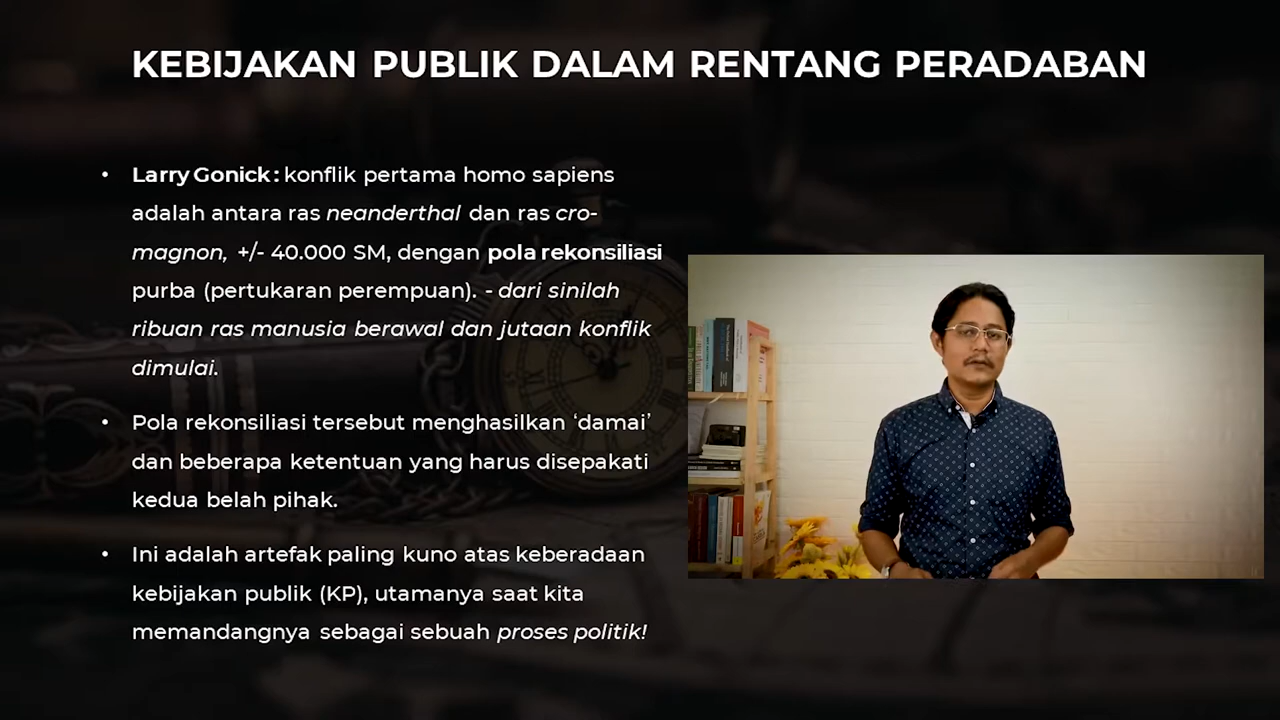 KEBIJAKAN PUBLIK DALAM RENTANG PERADABAN
• Larry Gonick : konflik pertama homo sapiens
adalah antara ras neanderthal dan ras cro-
magnon, +/- 40.000 SM, dengan pola rekonsiliasi
purba (pertukaran perempuan). - dari sinilah
ribuan ras manusia berawal dan jutaan konflik
dimulai.
• Pola rekonsiliasi tersebut menghasilkan ‘damai’
dan beberapa ketentuan yang harus disepakati
kedua belah pihak.
• Ini adalah artefak paling kuno atas keberadaan
kebijakan publik (KP), utamanya saat kita
memandangnya sebagai sebuah proses politik!